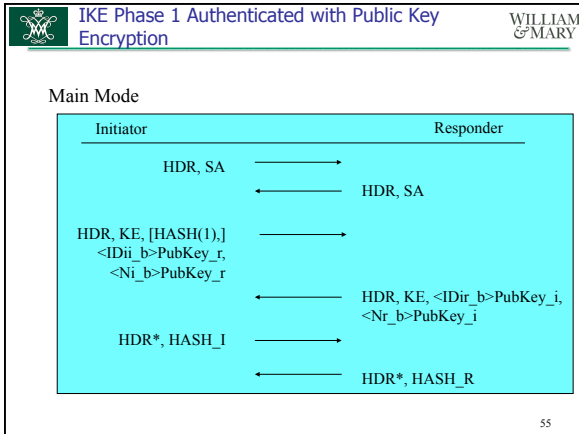 IKE Phase 1 Authenticated with Public Key
Encryption
WILLIAM
&MARY
Main Mode
Initiator
Responder
HDR, SA
HDR, SA
HDR, KE, [HASH(1),]
<IDii_b>PubKey_r,
<Ni_b>PubKey_r
HDR, KE, <IDir_b>PubKey_i,
<Nr_b>PubKey_i
HDR*, HASH_I
HDR*, HASH_R
55